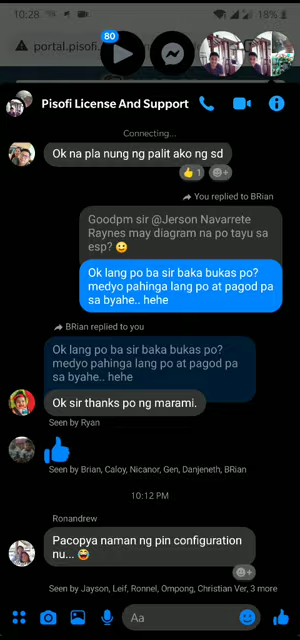 10:28
18%
80
portal.pisofi.
Pisofi License And Support
Connecting...
Ok na pla nung ng palit ako ng sd
1
You replied to BRian
Goodpm sir @Jerson Navarrete
Raynes may diagram na po tayu sa
esp?
Ok lang po ba sir baka bukas po?
medyo pahinga lang po at pagod pa
sa byahe.. hehe
BRian replied to you
Ok lang po ba sir baka bukas po?
medyo pahinga lang po at pagod pa
sa byahe.. hehe
Ok sir thanks po ng marami.
Seen by Ryan
Seen by Brian, Caloy, Nicanor, Gen, Danjeneth, BRian
10:12 PM
Ronandrew
Pacopya naman ng pin configuration
nu...
Seen by Jayson, Leif, Ronnel, Ompong, Christian Ver, 3 more
Aa